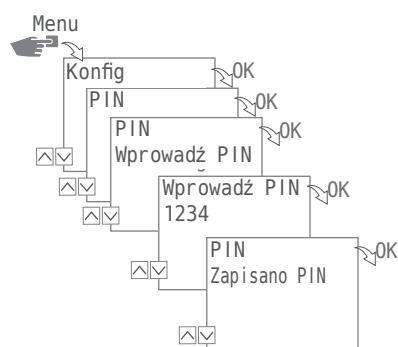 Menu
Konfig
OK
PIN
OK
PIN
OK
Wprowadź PIN
Wprowadź PIN
OK
1234
PIN
OK
Zapisano PIN